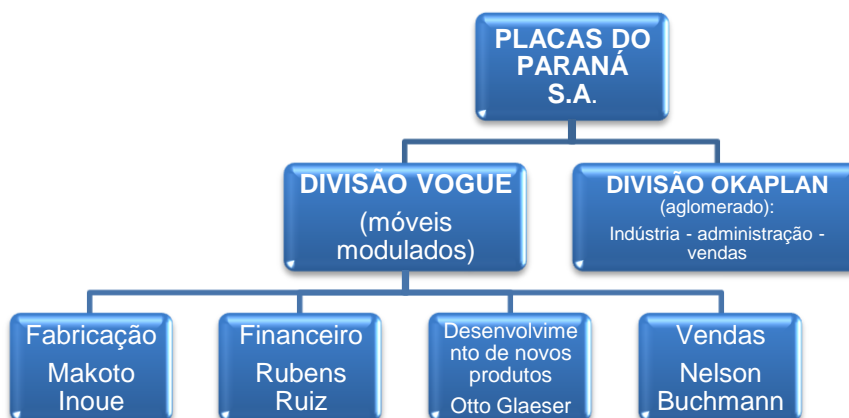 PLACAS DO
PARANÁ
S.A.
DIVISÃO VOGUE
(móveis
modulados)
DIVISÃO OKAPLAN
(aglomerado):
Indústria - administração -
vendas
Fabricação
Makoto
Inoue
Financeiro
Rubens
Ruiz
Desenvolvime
nto de novos
produtos
Otto Glaeser
Vendas
Nelson
Buchmann